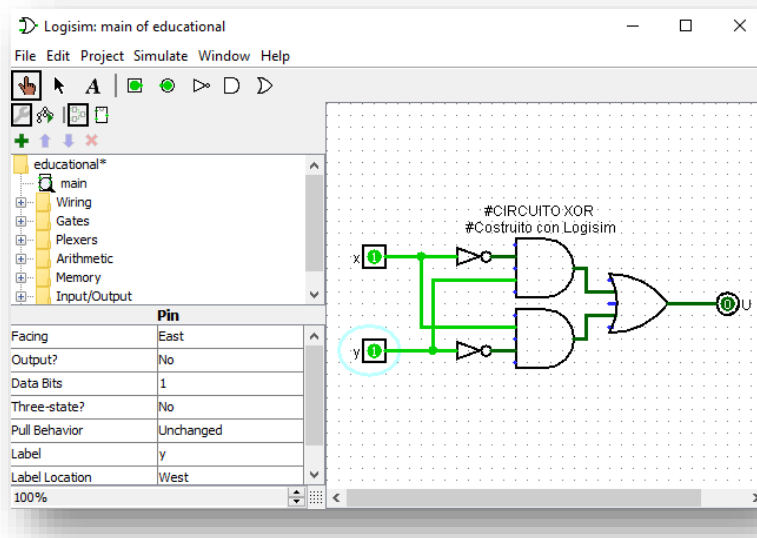 Logisim: main of educational
File Edit Project Simulate Window Help
A
educational*
main
Wiring
Gates
Plexers
Arithmetic
Memory
Input/Output
Pin
Facing East
Output? No
Data Bits 1
Three-state? No
Pull Behavior Unchanged
Label y
Label Location West
100%
#CIRCUITO XOR
#Costruito con Logisim
x 1
0 U
y 1